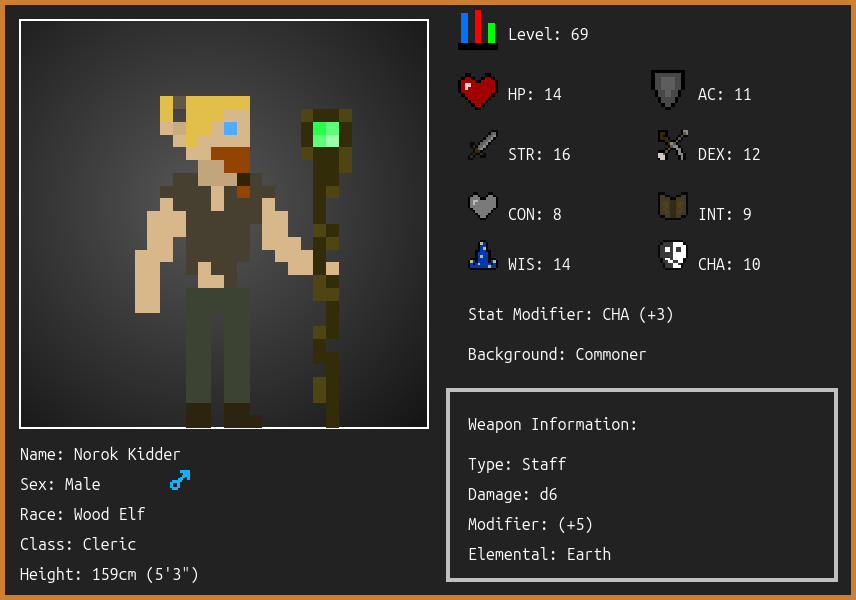 Level: 69
HP: 14
AC: 11
STR: 16
DEX: 12
CON: 8
INT: 9
WIS: 14
CHA: 10
Stat Modifier: CHA (+3)
Background: Commoner
Weapon Information:
Type: Staff
Damage: d6
Modifier: (+5)
Elemental: Earth
Name: Norok Kidder
Sex: Male
Race: Wood Elf
Class: Cleric
Height: 159cm (5'3")